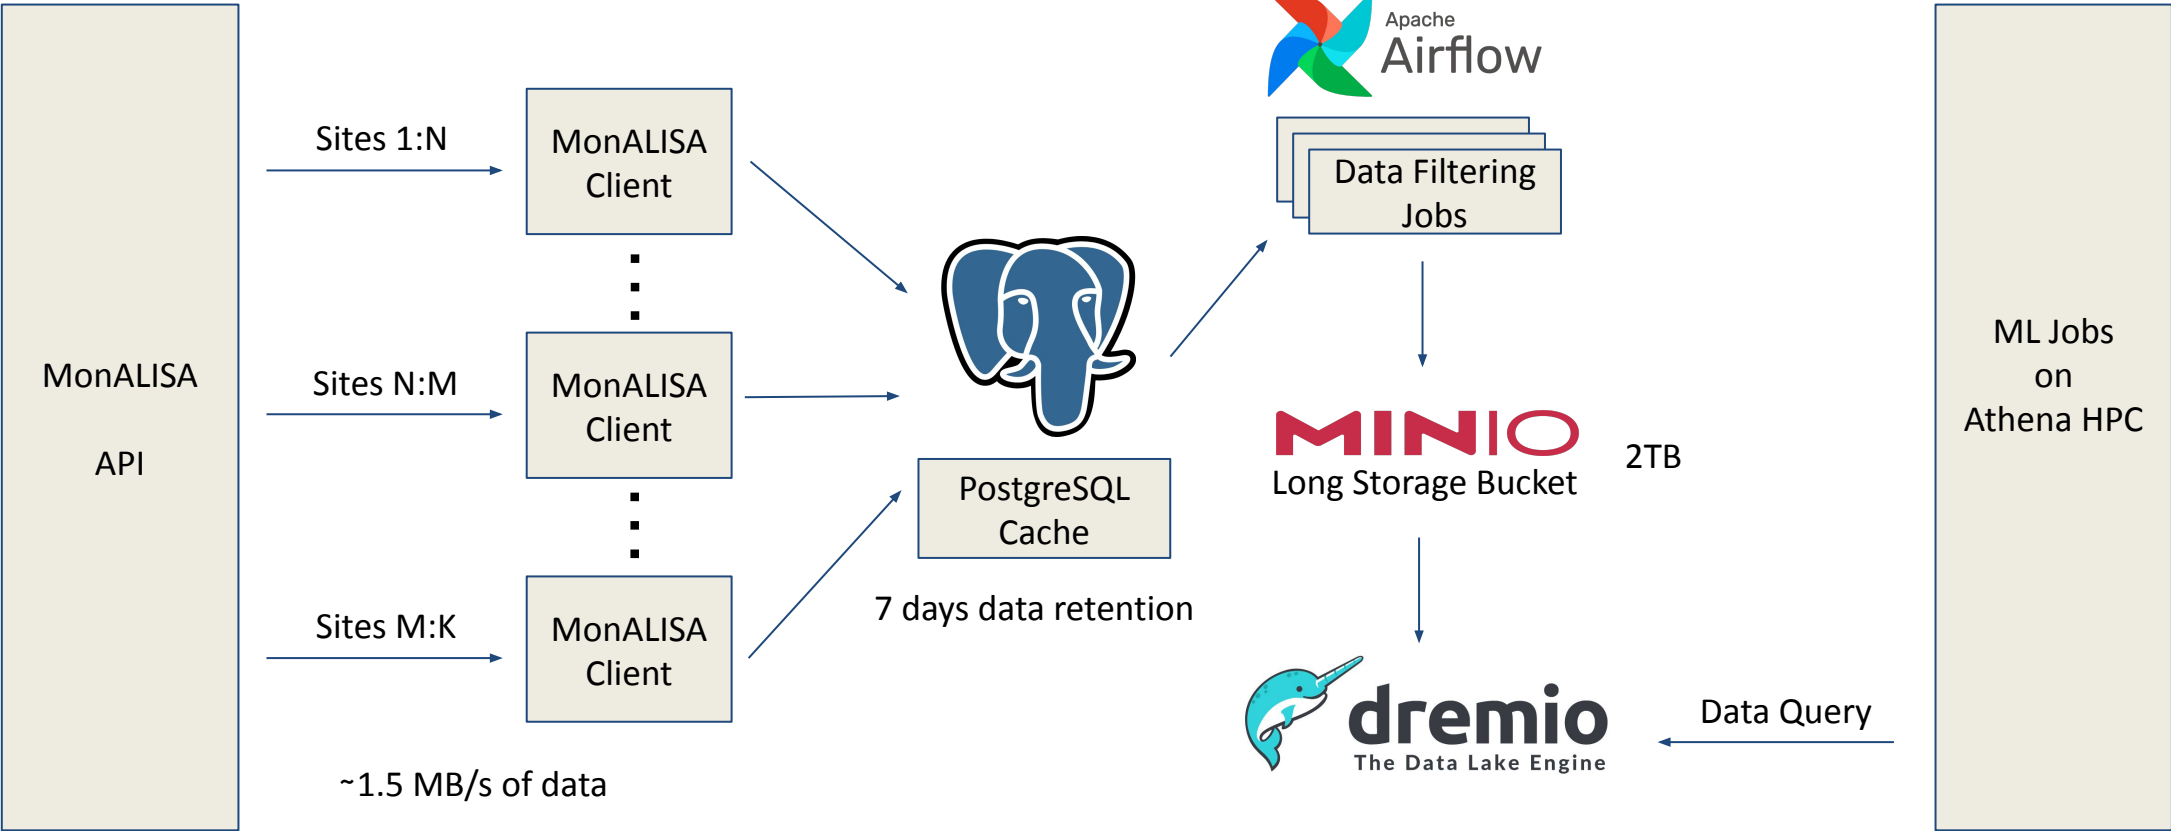 MonALISA
API
Sites 1:N
MonALISA
Client
Sites N:M
MonALISA
Client
Sites M:K
MonALISA
Client
~1.5 MB/s of data
PostgreSQL
Cache
7 days data retention
Apache
Airflow
Data Filtering
Jobs
MINIO
Long Storage Bucket
2TB
dremio
The Data Lake Engine
Data Query
ML Jobs
on
Athena HPC